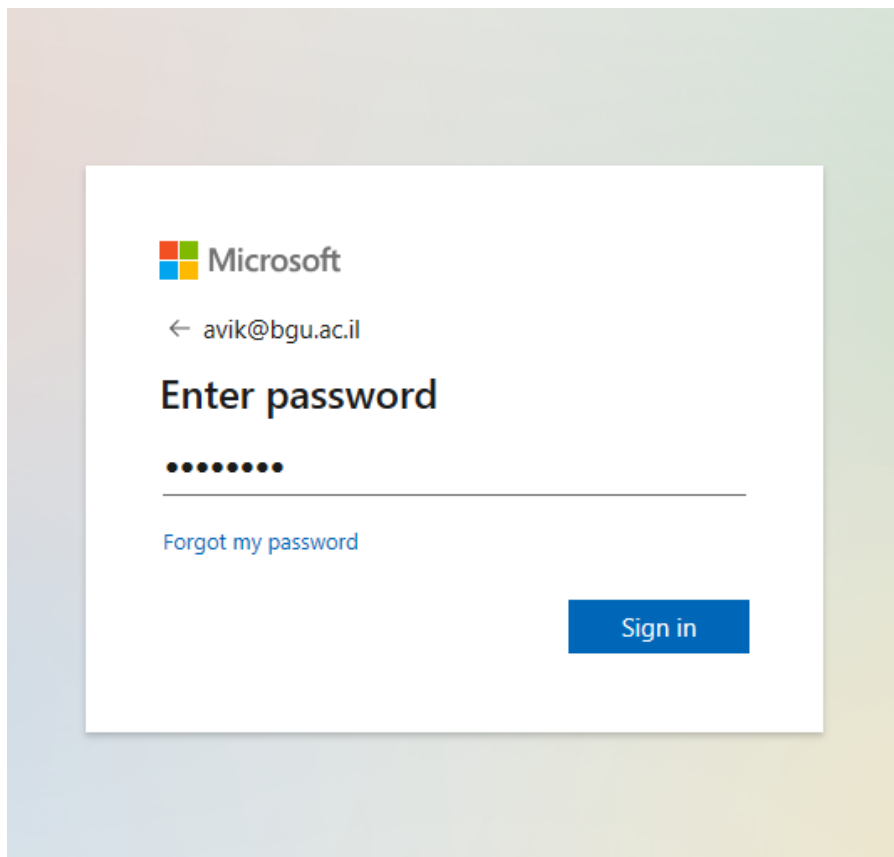 Microsoft
← avik@bgu.ac.il
Enter password
••••••••
Forgot my password
Sign in